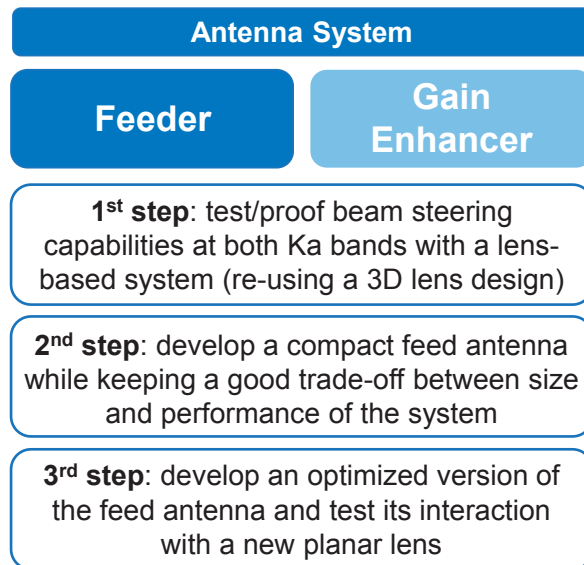 Antenna System
Feeder
Gain
Enhancer
1st step: test/proof beam steering
capabilities at both Ka bands with a lens-
based system (re-using a 3D lens design)
2nd step: develop a compact feed antenna
while keeping a good trade-off between size
and performance of the system
3rd step: develop an optimized version of
the feed antenna and test its interaction
with a new planar lens